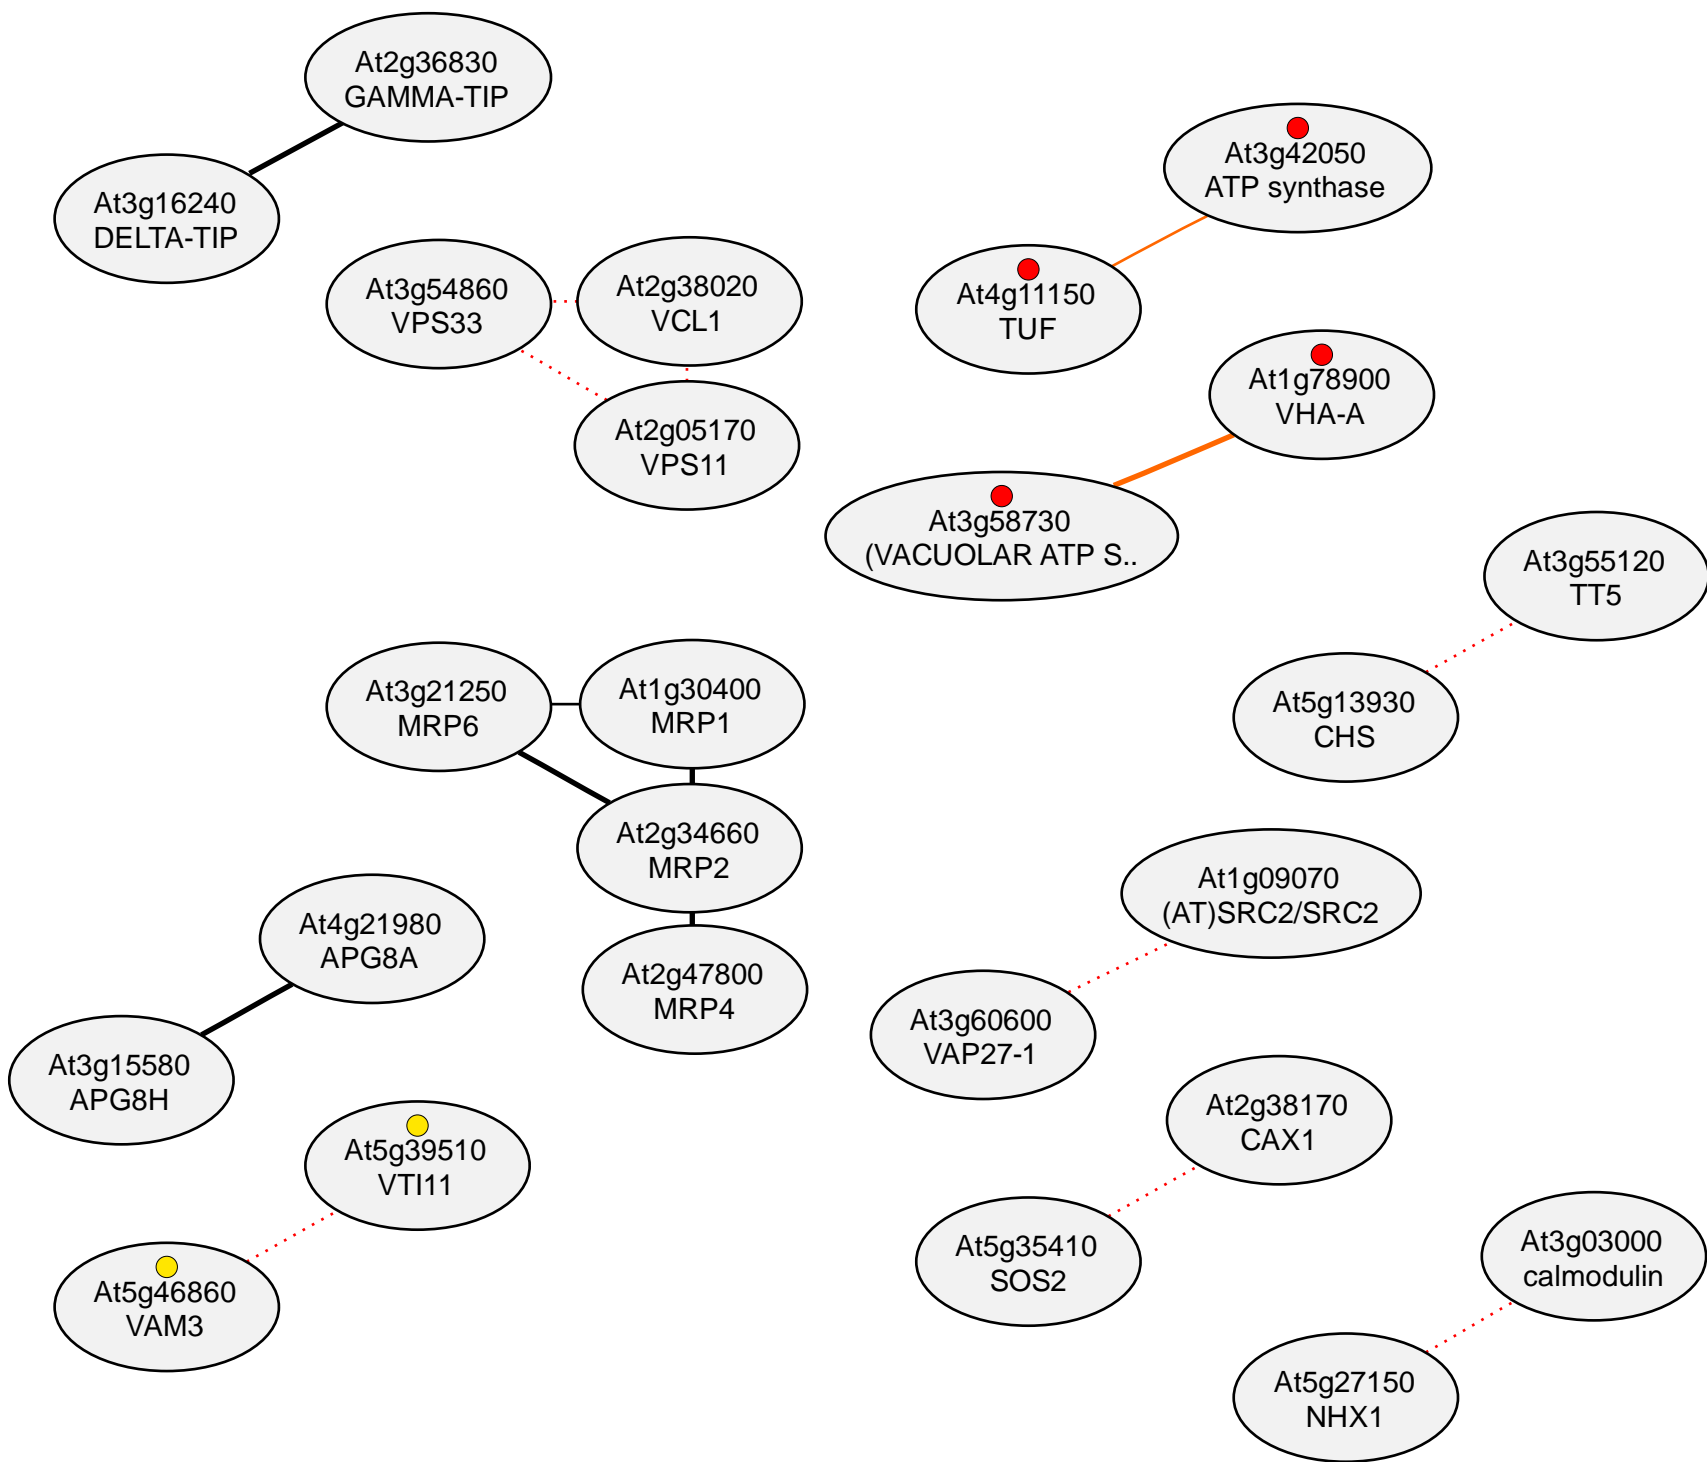 At2g36830
GAMMA-TIP
At3g16240
DELTA-TIP
At3g42050
ATP synthase
At3g54860
VPS33
At2g38020
VCL1
At4g11150
TUF
At2g05170
VPS11
At1g78900
VHA-A
At3g58730
(VACUOLAR ATP S..
At3g55120
TT5
At3g21250
MRP6
At1g30400
MRP1
At5g13930
CHS
At2g34660
MRP2
At1g09070
(AT)SRC2/SRC2
At4g21980
APG8A
At2g47800
MRP4
At3g60600
VAP27-1
At3g15580
APG8H
At2g38170
CAX1
At5g39510
VTI11
At5g35410
SOS2
At3g03000
calmodulin
At5g46860
VAM3
At5g27150
NHX1